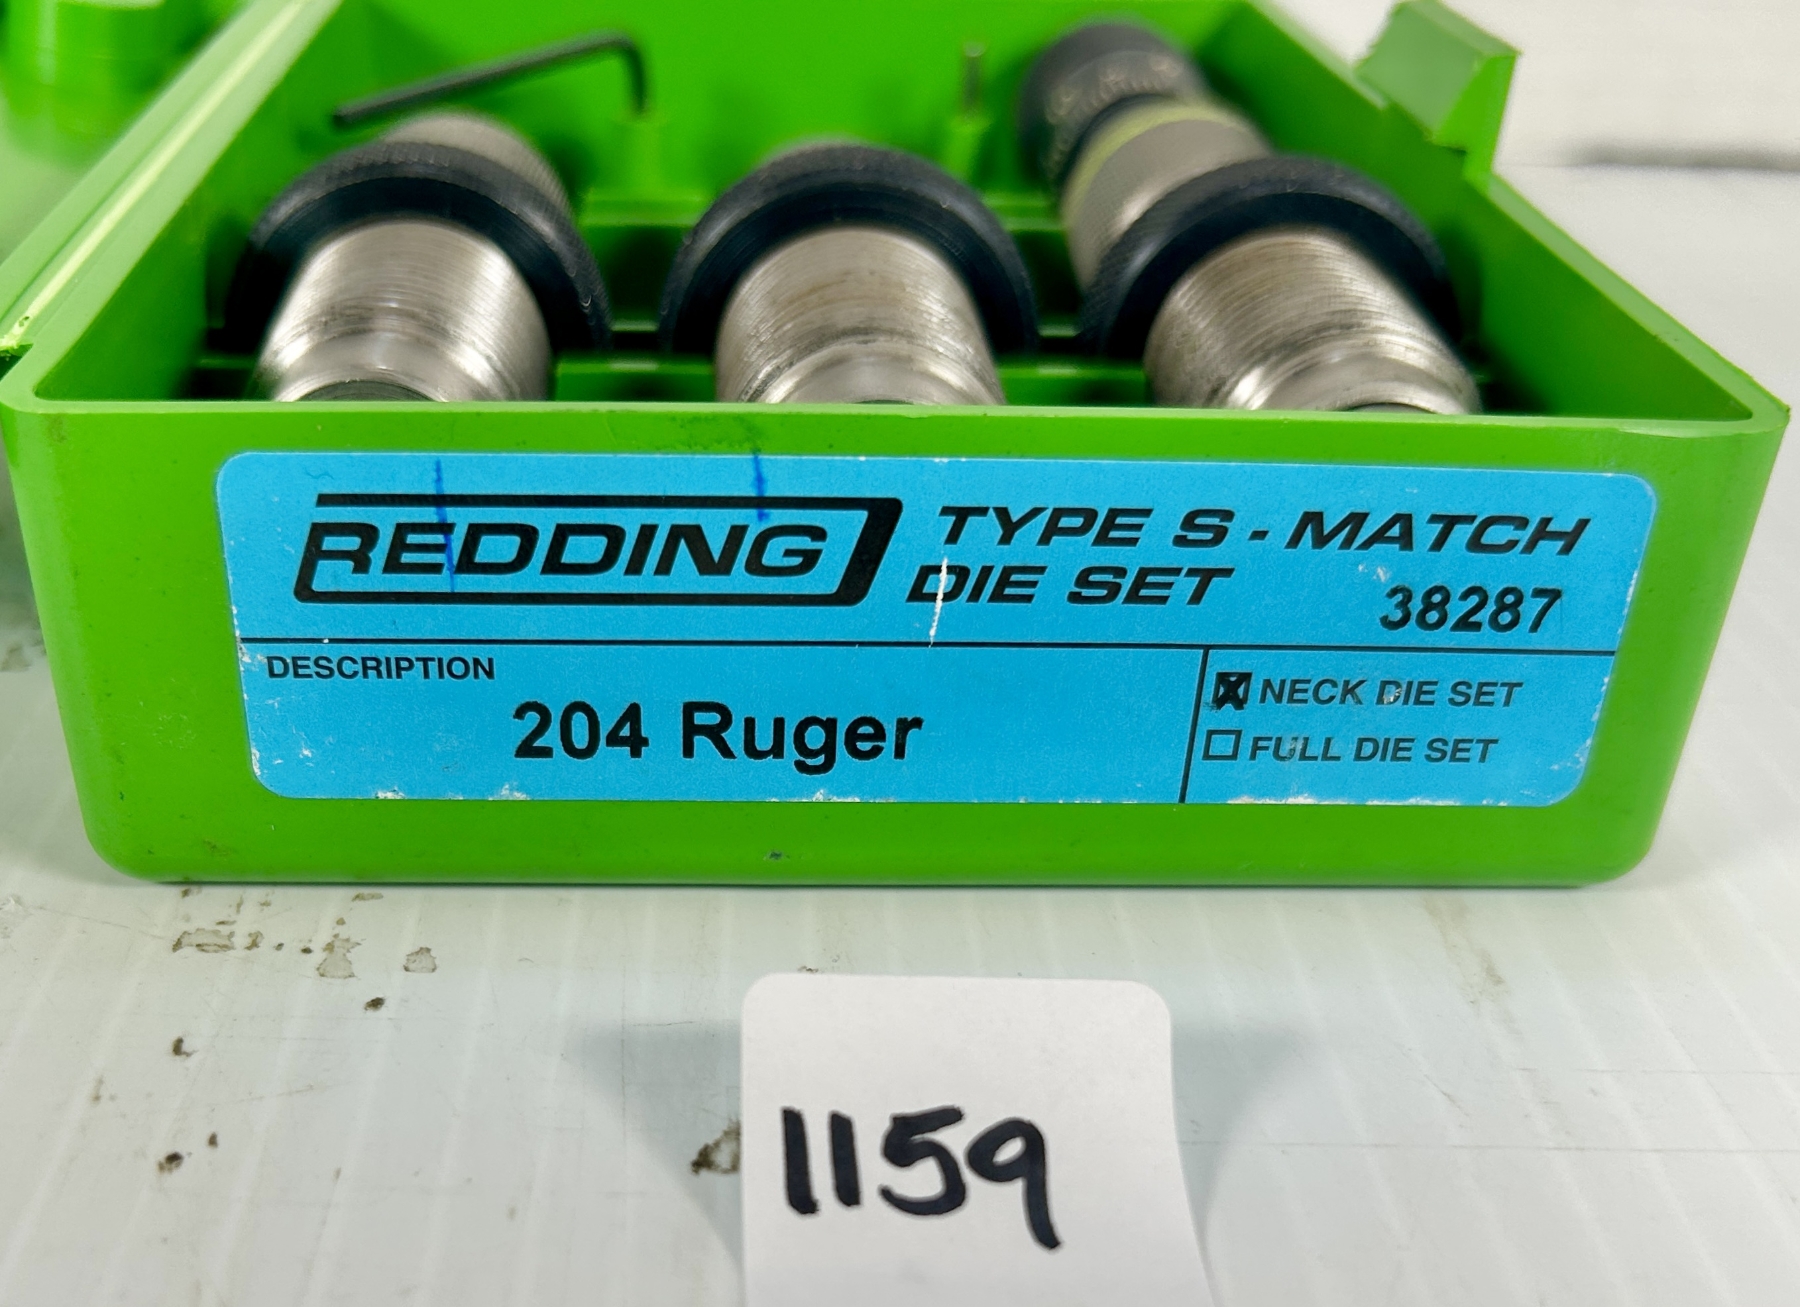 REDDING
TYPE S - MATCH
DIE SET
38287
DESCRIPTION
204 Ruger
NECK DIE SET
FULL DIE SET
1159